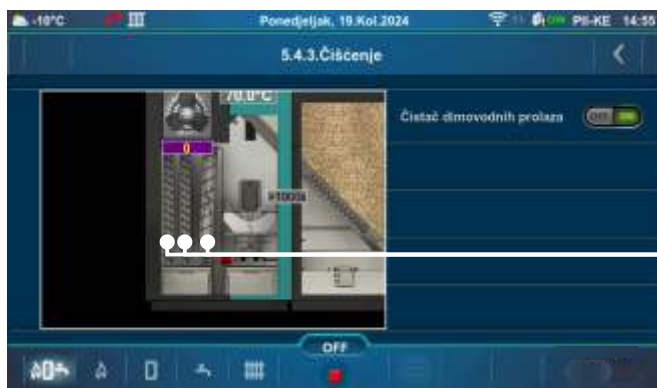 -10°C Ponedjeljak, 19.Kol.2024 PII-KE 14:55
5.4.3.Čišćenje
70.0°C
Čistač dimovodnih prolaza
0
OFF